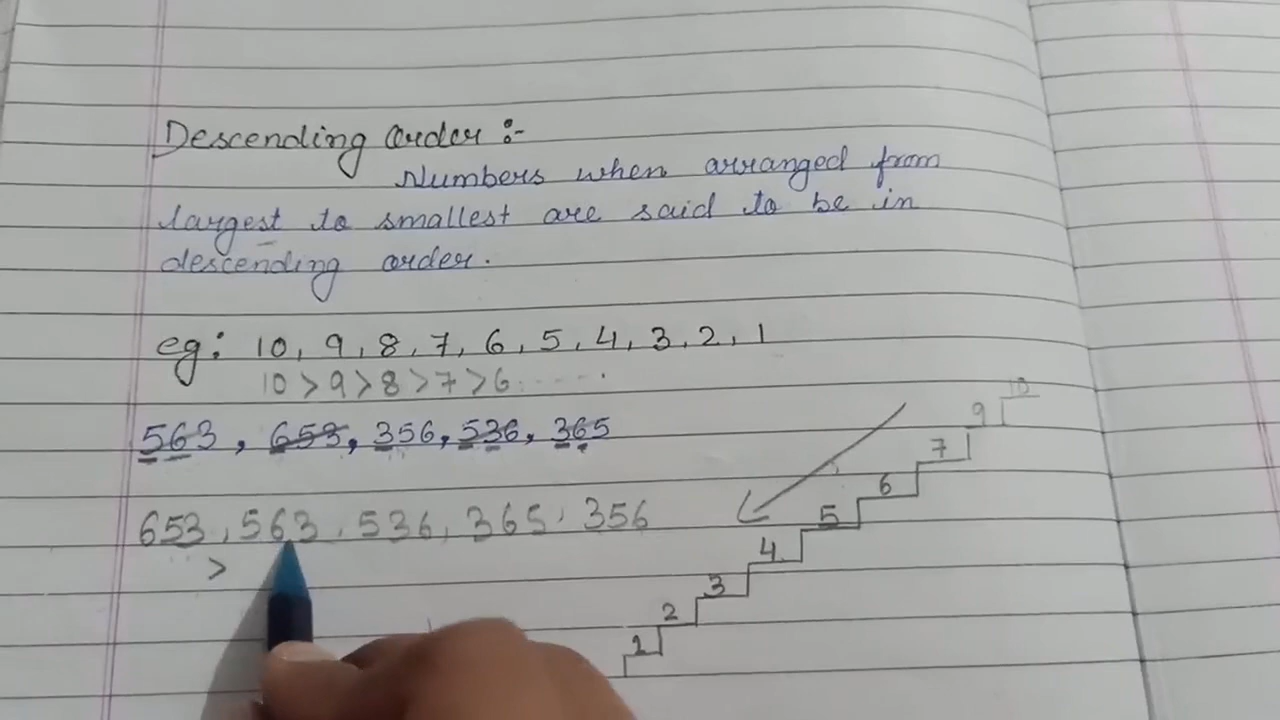 Descending order :-
Numbers when arranged from
largest to smallest are said to be in
descending order.
eg: 10, 9, 8, 7, 6, 5, 4, 3, 2, 1
10 > 9 > 8 > 7 > 6 ........
563, 653, 356, 536, 365
653, 563, 536, 365, 356
>
10
9
7
6
5
4
3
2
1